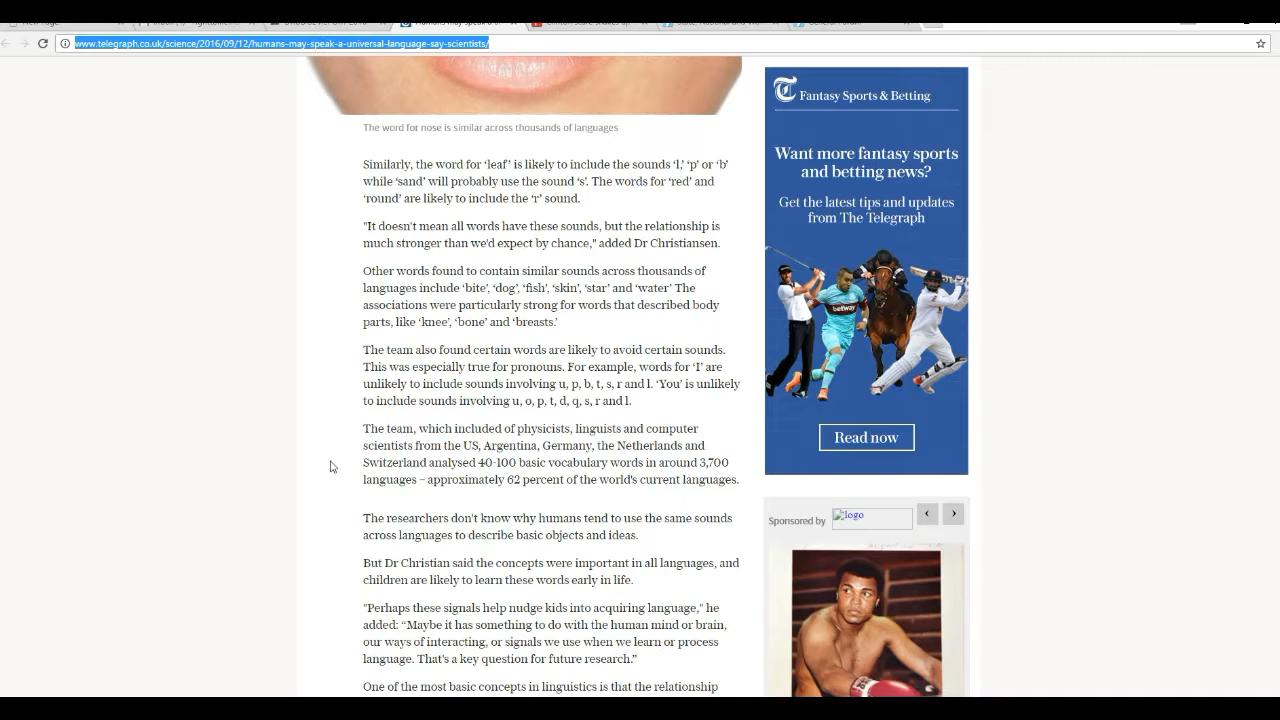 www.telegraph.co.uk/science/2016/09/12/humans-may-speak-a-universal-language-say-scientists/
The word for nose is similar across thousands of languages
Similarly, the word for ‘leaf’ is likely to include the sounds ‘l,’ ‘p’ or ‘b’
while ‘sand’ will probably use the sound ‘s’. The words for ‘red’ and
‘round’ are likely to include the ‘r’ sound.
"It doesn't mean all words have these sounds, but the relationship is
much stronger than we'd expect by chance," added Dr Christiansen.
Other words found to contain similar sounds across thousands of
languages include ‘bite’, ‘dog’, ‘fish’, ‘skin’, ‘star’ and ‘water’ The
associations were particularly strong for words that described body
parts, like ‘knee’, ‘bone’ and ‘breasts.’
The team also found certain words are likely to avoid certain sounds.
This was especially true for pronouns. For example, words for ‘I’ are
unlikely to include sounds involving u, p, b, t, s, r and l. ‘You’ is unlikely
to include sounds involving u, o, p, t, d, q, s, r and l.
The team, which included of physicists, linguists and computer
scientists from the US, Argentina, Germany, the Netherlands and
Switzerland analysed 40-100 basic vocabulary words in around 3,700
languages – approximately 62 percent of the world's current languages.
The researchers don't know why humans tend to use the same sounds
across languages to describe basic objects and ideas.
But Dr Christian said the concepts were important in all languages, and
children are likely to learn these words early in life.
"Perhaps these signals help nudge kids into acquiring language," he
added: “Maybe it has something to do with the human mind or brain,
our ways of interacting, or signals we use when we learn or process
language. That's a key question for future research.”
One of the most basic concepts in linguistics is that the relationship
T Fantasy Sports & Betting
Want more fantasy sports
and betting news?
Get the latest tips and updates
from The Telegraph
betway
Read now
Sponsored by
logo